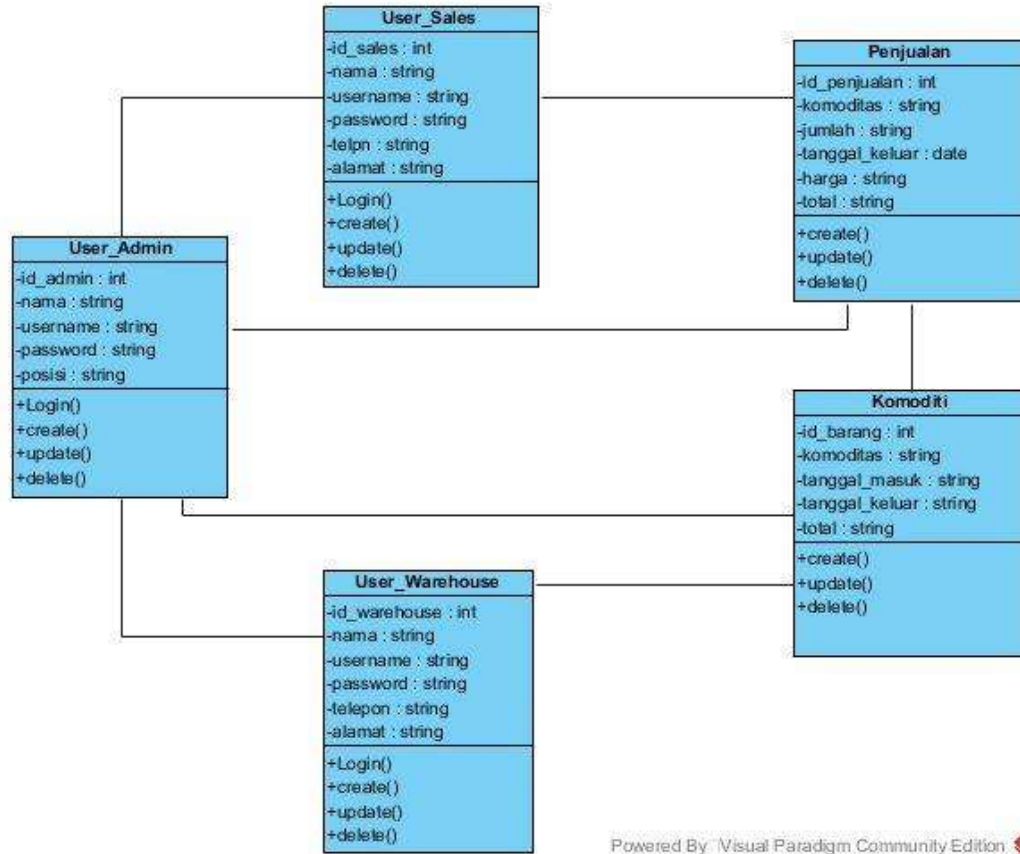 User_Sales
-id_sales : int
-nama : string
-username : string
-password : string
-telpn : string
-alamat : string
+Login()
+create()
+update()
+delete()
Penjualan
-id_penjualan : int
-komoditas : string
-jumlah : string
-tanggal_keluar : date
-harga : string
-total : string
+create()
+update()
+delete()
User_Admin
-id_admin : int
-nama : string
-username : string
-password : string
-posisi : string
+Login()
+create()
+update()
+delete()
Komoditi
-id_barang : int
-komoditas : string
-tanggal_masuk : string
-tanggal_keluar : string
-total : string
+create()
+update()
+delete()
User_Warehouse
-id_warehouse : int
-nama : string
-username : string
-password : string
-telepon : string
-alamat : string
+Login()
+create()
+update()
+delete()
Powered By Visual Paradigm Community Edition